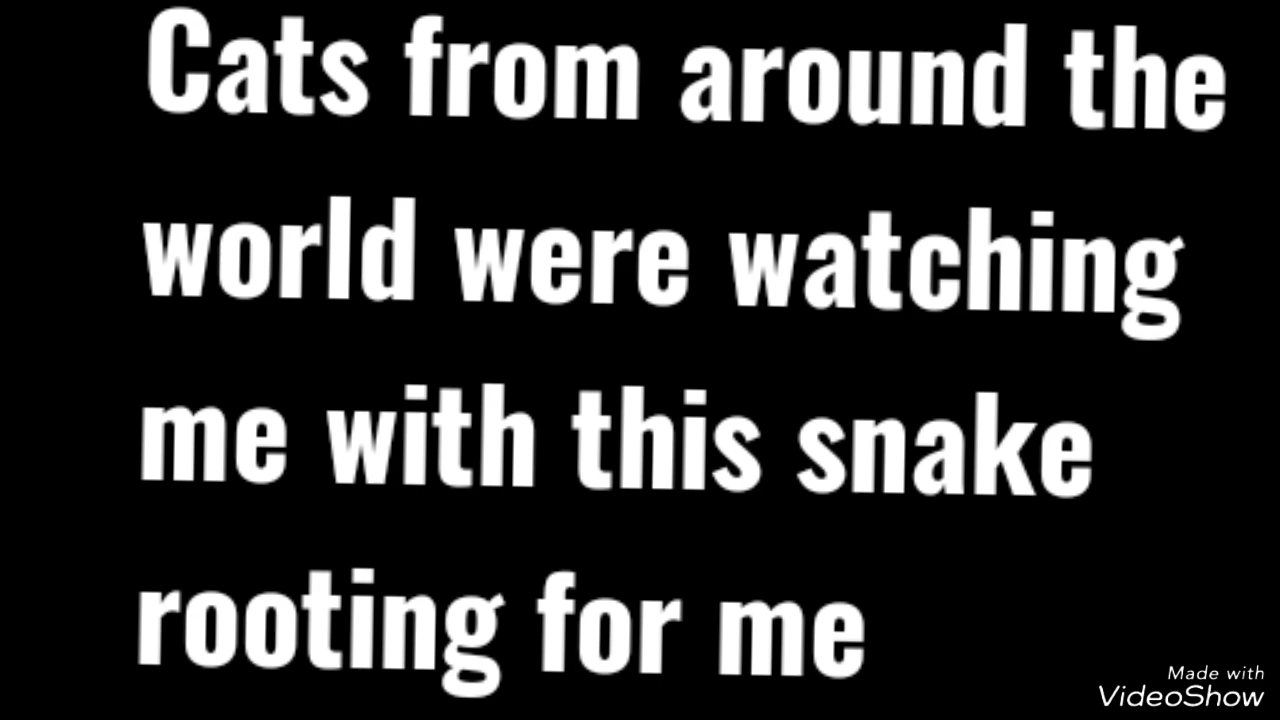 Cats from around the
world were watching
me with this snake
rooting for me
Made with
VideoShow